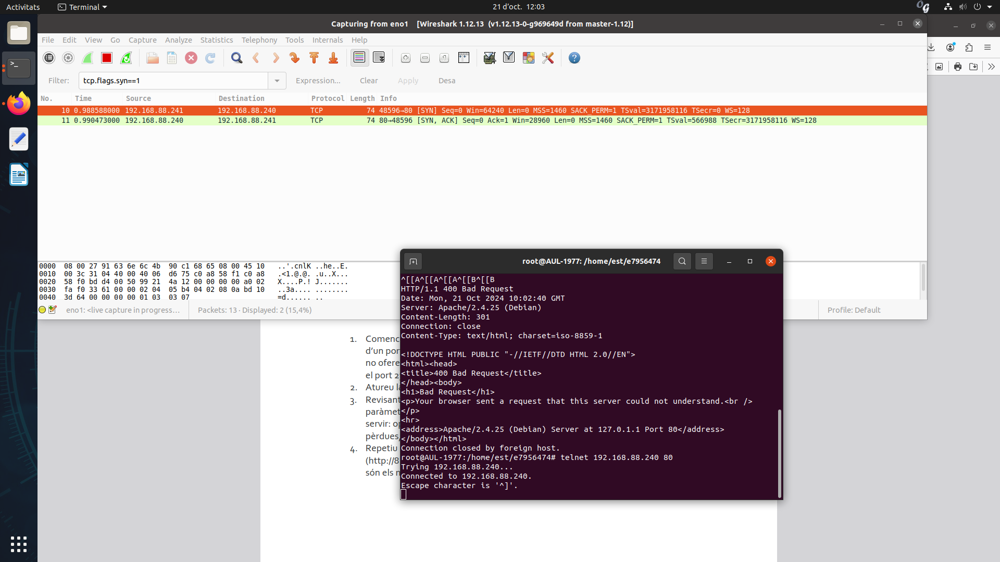 Activitats Terminal 21 d'oct. 12:03
Capturing from eno1 [Wireshark 1.12.13 (v1.12.13-0-g969649d from master-1.12)]
File Edit View Go Capture Analyze Statistics Telephony Tools Internals Help
Filter: tcp.flags.syn==1 Expression... Clear Apply Desa
No. Time Source Destination Protocol Length Info
10 0.988588000 192.168.88.241 192.168.88.240 TCP 74 48596→80 [SYN] Seq=0 Win=64240 Len=0 MSS=1460 SACK_PERM=1 TSval=3171958116 TSecr=0 WS=128
11 0.990473000 192.168.88.240 192.168.88.241 TCP 74 80→48596 [SYN, ACK] Seq=0 Ack=1 Win=28960 Len=0 MSS=1460 SACK_PERM=1 TSval=566988 TSecr=3171958116 WS=128
0000 08 00 27 91 63 6e 6c 4b 90 c1 68 65 08 00 45 10 ..'.cnlK ..he..E.
0010 00 3c 31 04 40 00 40 06 d6 75 c0 a8 58 f1 c0 a8 .<1.@.@. .u..X...
0020 58 f0 bd d4 00 50 99 21 4a 12 00 00 00 00 a0 02 X....P.! J.......
0030 fa f0 33 61 00 00 02 04 05 b4 04 02 08 0a bd 10 ..3a.... ........
0040 3d 64 00 00 00 00 01 03 03 07 =d...... ..
eno1: <live capture in progress... Packets: 13 · Displayed: 2 (15,4%) Profile: Default
root@AUL-1977: /home/est/e7956474
^[[A^[[A^[[A^[[B^[[B
HTTP/1.1 400 Bad Request
Date: Mon, 21 Oct 2024 10:02:40 GMT
Server: Apache/2.4.25 (Debian)
Content-Length: 301
Connection: close
Content-Type: text/html; charset=iso-8859-1
<!DOCTYPE HTML PUBLIC "-//IETF//DTD HTML 2.0//EN">
<html><head>
<title>400 Bad Request</title>
</head><body>
<h1>Bad Request</h1>
<p>Your browser sent a request that this server could not understand.<br />
</p>
<hr>
<address>Apache/2.4.25 (Debian) Server at 127.0.1.1 Port 80</address>
</body></html>
Connection closed by foreign host.
root@AUL-1977:/home/est/e7956474# telnet 192.168.88.240 80
Trying 192.168.88.240...
Connected to 192.168.88.240.
Escape character is '^]'.
1. Comenc
d'un por
no ofere
el port 2
2. Atureu la
3. Revisant
paràmet
servir: op
pèrdues,
4. Repetiu
(http://8
són els n